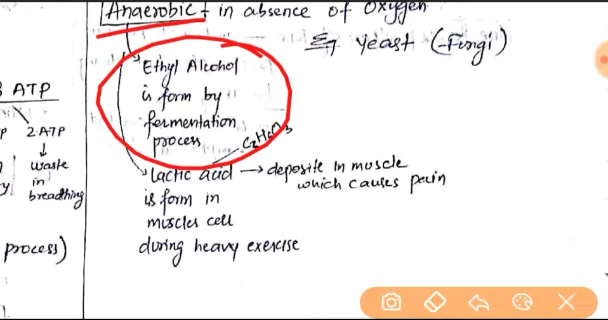 Anaerobic - in absence of Oxygen
Eg yeast (-Fungi)
Ethyl Alcohol
is form by
fermentation
process
Lactic acid → deposite in muscle
which causes pain
is form in
muscles cell
during heavy exercise
3 ATP
2 ATP
↓
waste
in
breadthing
process)